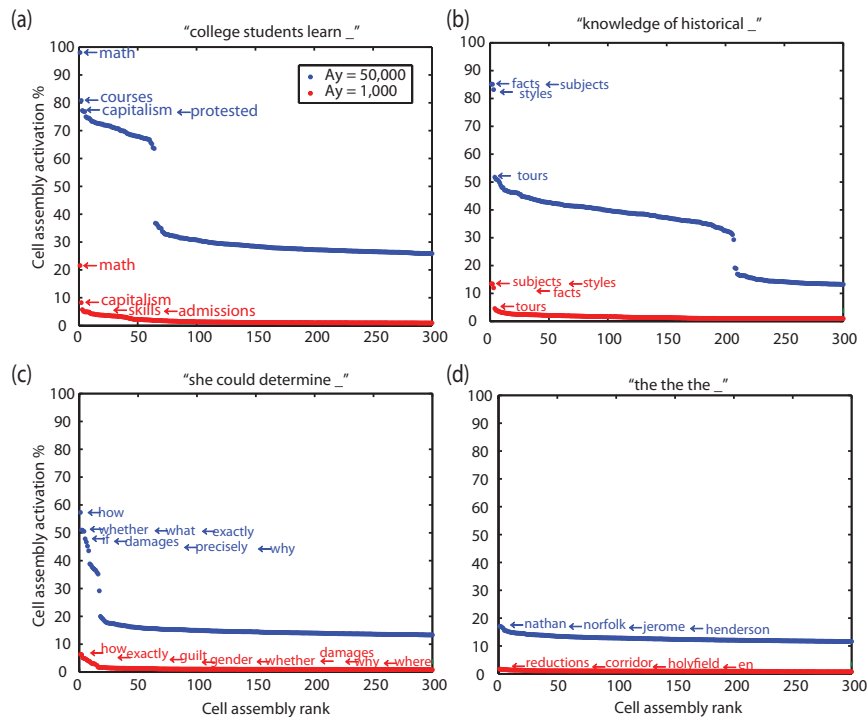 (a)
"college students learn _"
Cell assembly activation %
100
90
80
70
60
50
40
30
20
10
0
0 50 100 150 200 250 300
←math
←courses
←capitalism ←protested
←math
←capitalism
←skills ←admissions
Ay = 50,000
Ay = 1,000
(b)
"knowledge of historical _"
100
90
80
70
60
50
40
30
20
10
0
0 50 100 150 200 250 300
←facts ←subjects
←styles
←tours
←subjects ←styles
←facts
←tours
(c)
"she could determine _"
Cell assembly activation %
100
80
60
40
20
10
0
0 50 100 150 200 250 300
←how
←whether ←what ←exactly
←if ←damages ←precisely ←why
←how damages
←exactly ←guilt ←gender ←whether ← ←why ←where
Cell assembly rank
(d)
"the the the _"
100
90
80
70
60
50
40
30
20
10
0
0 50 100 150 200 250 300
←nathan ←norfolk ←jerome ←henderson
←reductions ←corridor ←holyfield ←en
Cell assembly rank